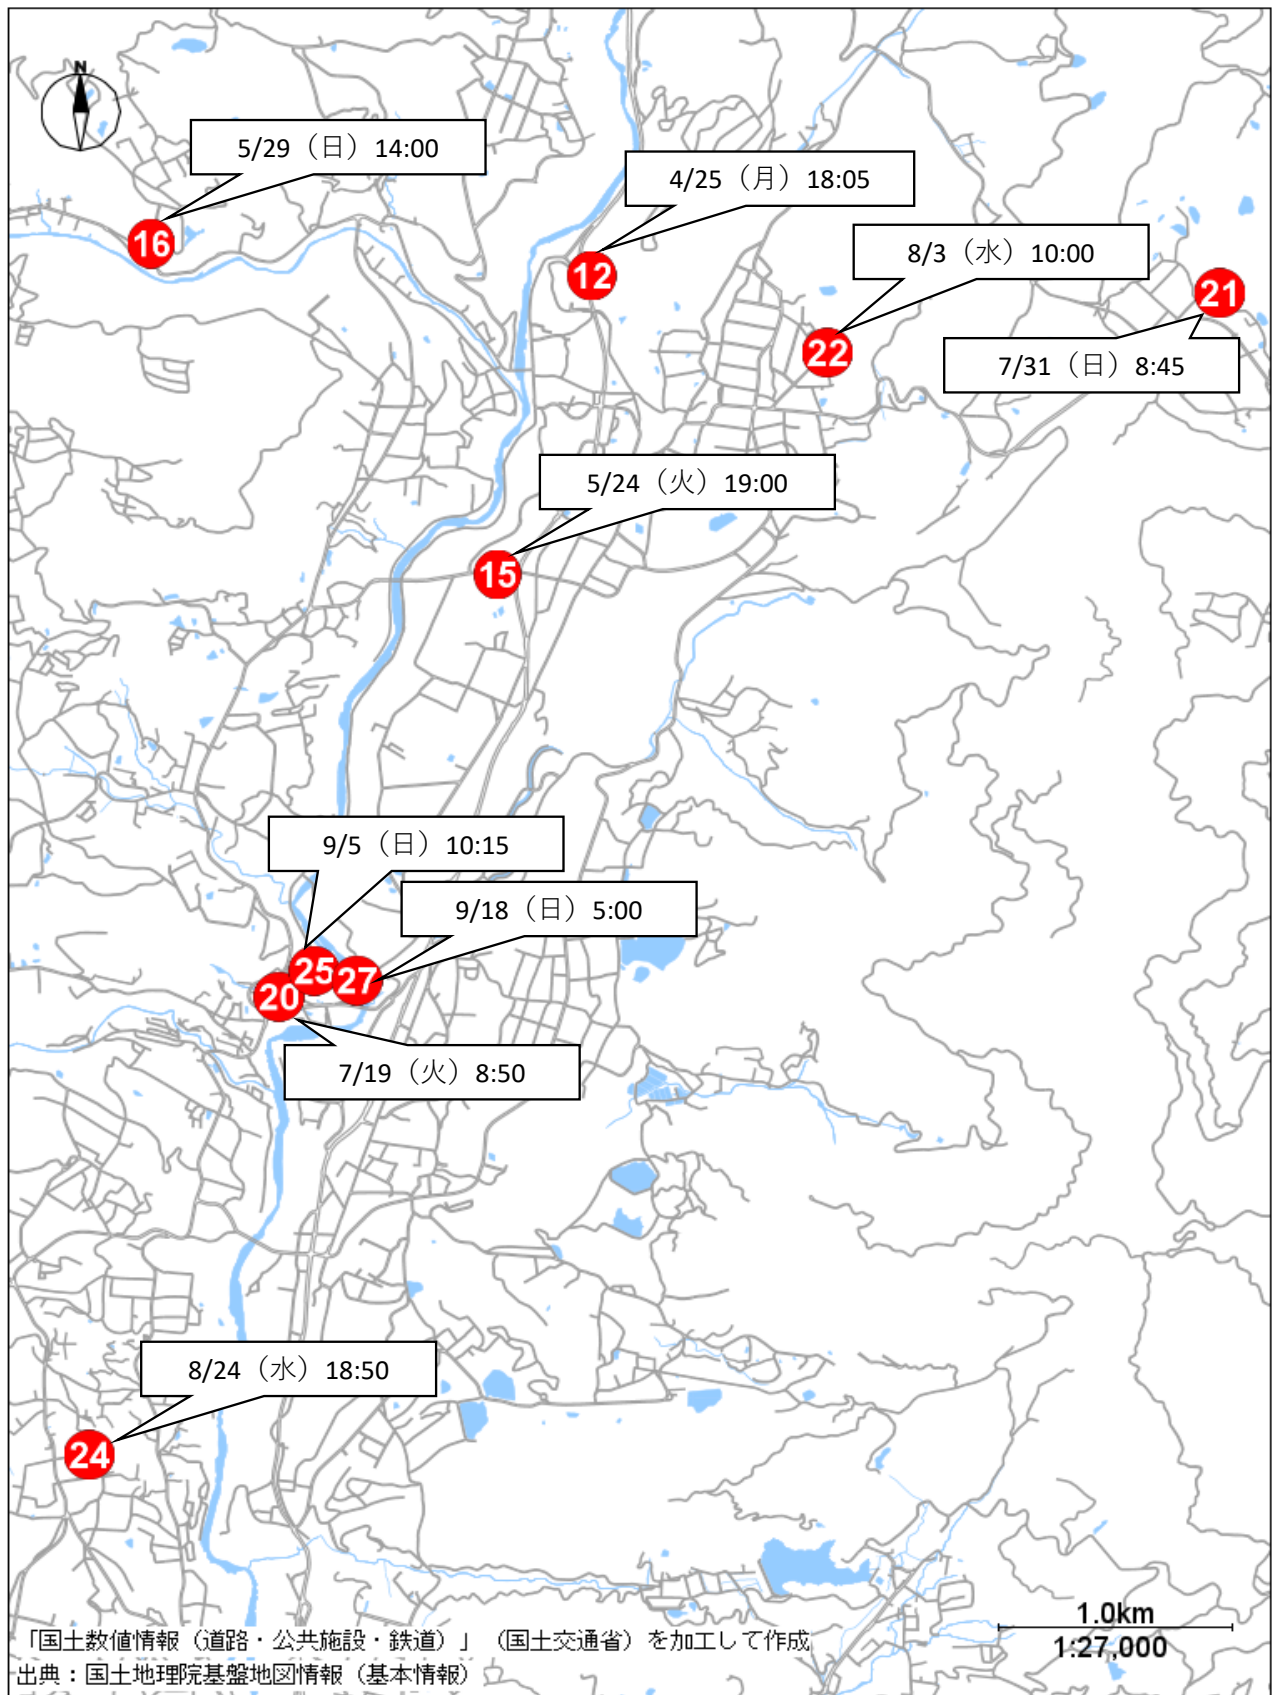 N
5/29（日）14:00
4/25（月）18:05
16
8/3（水）10:00
12
21
22
7/31（日）8:45
5/24（火）19:00
15
9/5（日）10:15
9/18（日）5:00
25
27
20
7/19（火）8:50
8/24（水）18:50
24
1.0km
「国土数値情報（道路・公共施設・鉄道）」（国土交通省）を加工して作成
1:27,000
出典：国土地理院基盤地図情報（基本情報）